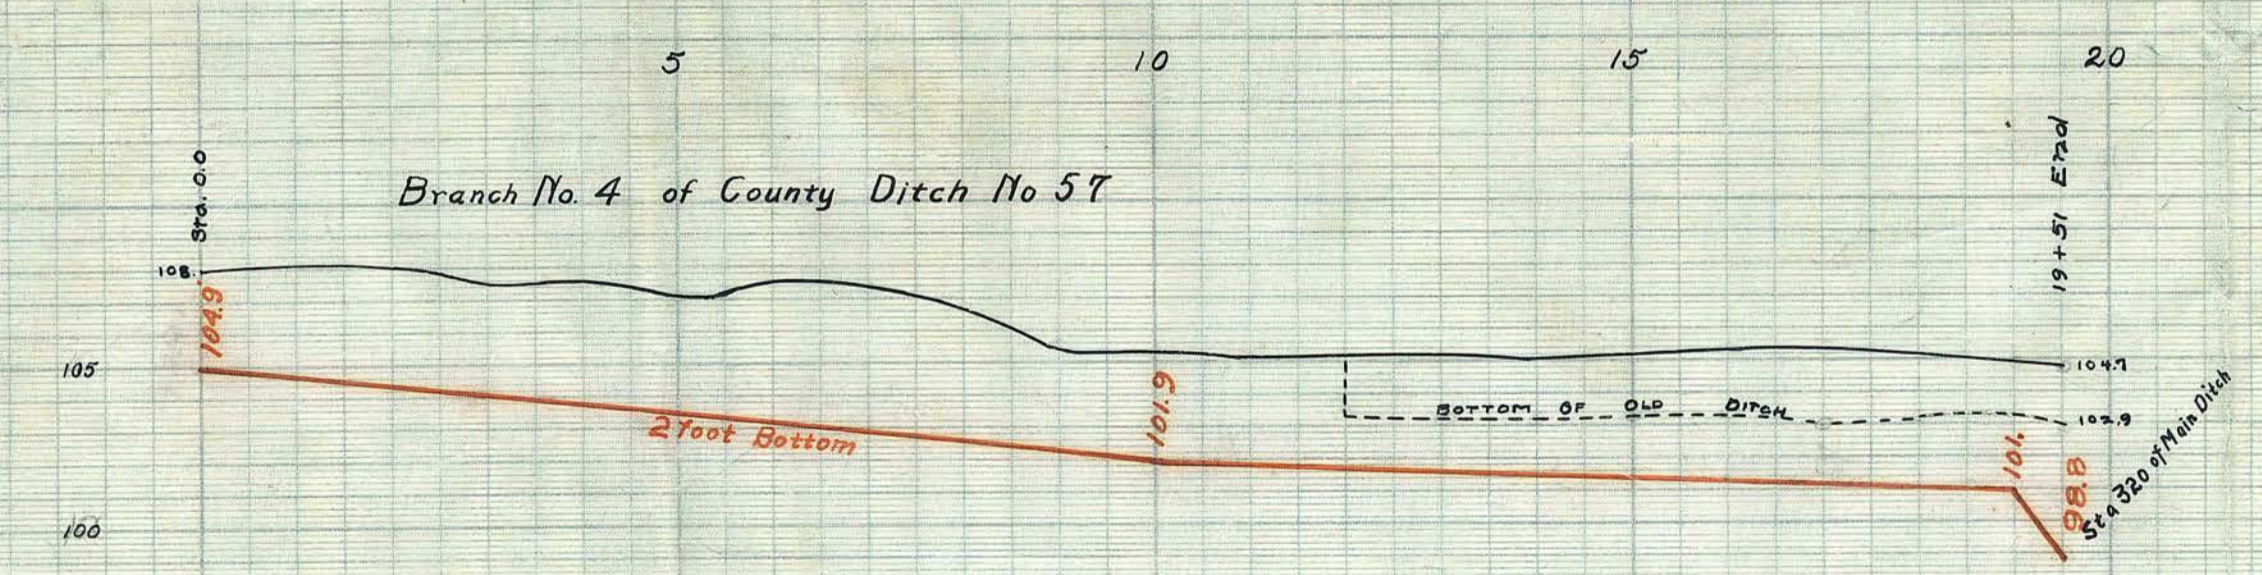 5 10 15 20
Sta. 0.0
Branch No. 4 of County Ditch No 57
19+51 End
108.
104.9
105
2 foot Bottom
101.9
BOTTOM OF OLD DITCH
104.7
102.9
101.
98.8
Sta 320 of Main Ditch
100